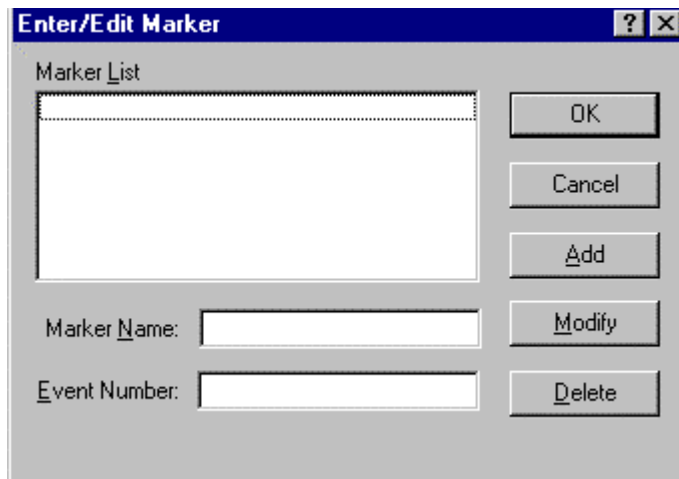 Enter/Edit Marker ? ×
Marker List
OK
Cancel
Add
Marker Name:
Modify
Event Number:
Delete